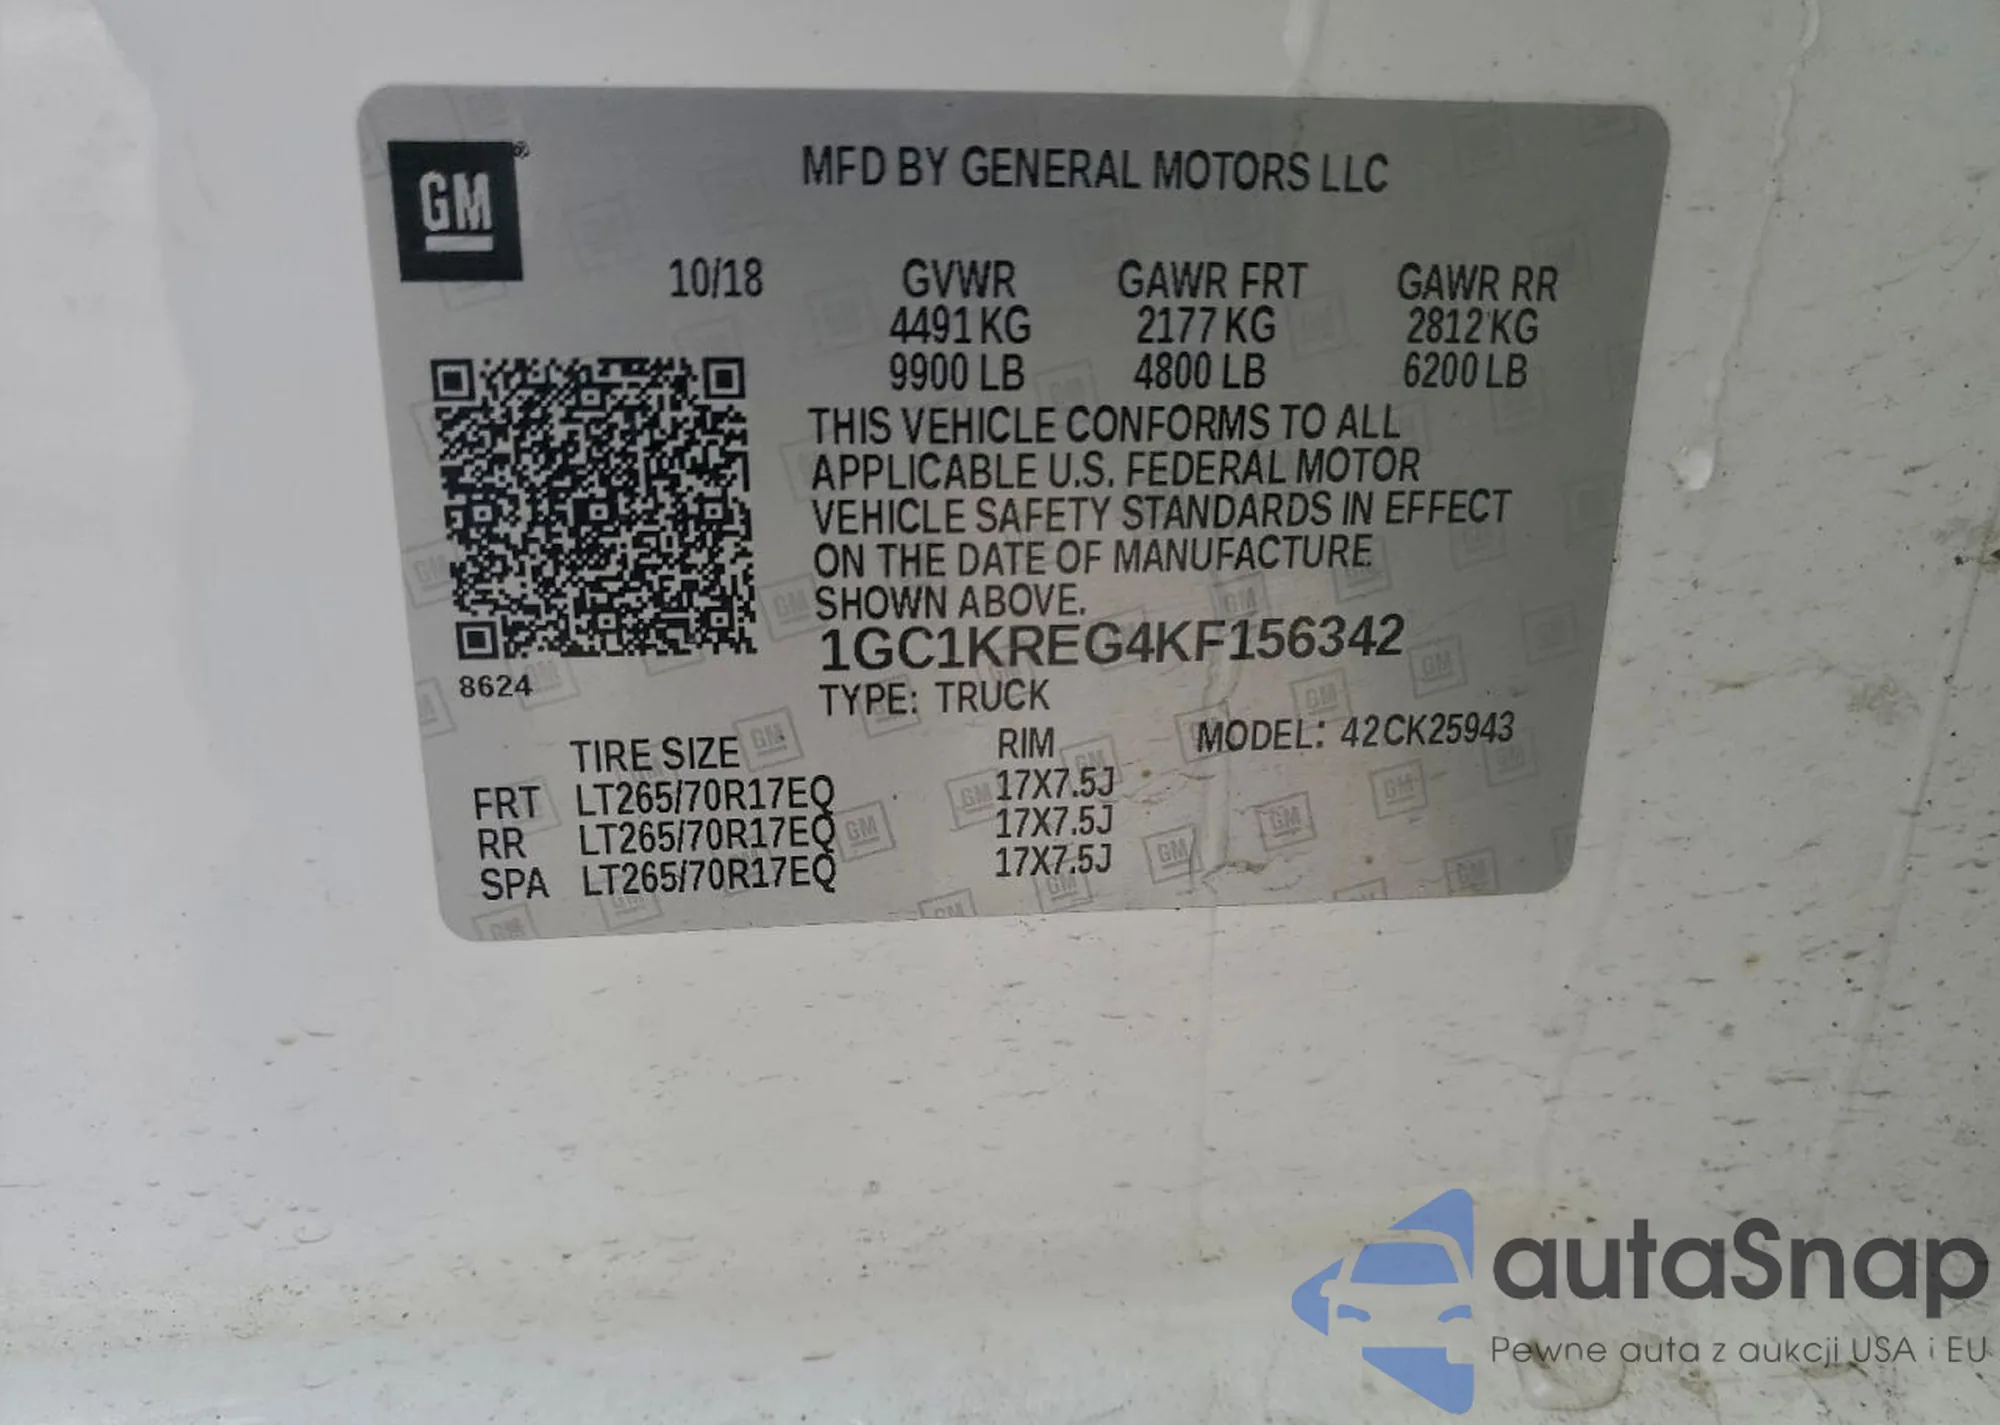 GM®
MFD BY GENERAL MOTORS LLC
10/18 GVWR GAWR FRT GAWR RR
4491 KG 2177 KG 2812 KG
9900 LB 4800 LB 6200 LB
THIS VEHICLE CONFORMS TO ALL
APPLICABLE U.S. FEDERAL MOTOR
VEHICLE SAFETY STANDARDS IN EFFECT
ON THE DATE OF MANUFACTURE
SHOWN ABOVE.
1GC1KREG4KF156342
8624
TYPE: TRUCK
TIRE SIZE RIM MODEL: 42CK25943
FRT LT265/70R17EQ 17X7.5J
RR LT265/70R17EQ 17X7.5J
SPA LT265/70R17EQ 17X7.5J
autaSnap
Pewne auta z aukcji USA i EU